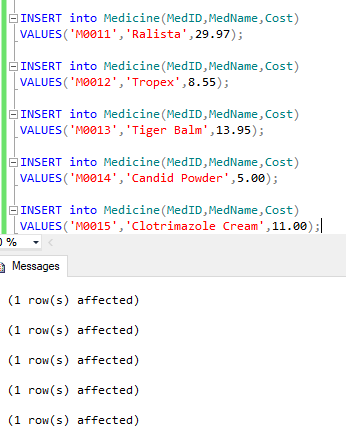 INSERT into Medicine(MedID,MedName,Cost)
VALUES('M0011','Ralista',29.97);
INSERT into Medicine(MedID,MedName,Cost)
VALUES('M0012','Tropex',8.55);
INSERT into Medicine(MedID,MedName,Cost)
VALUES('M0013','Tiger Balm',13.95);
INSERT into Medicine(MedID,MedName,Cost)
VALUES('M0014','Candid Powder',5.00);
INSERT into Medicine(MedID,MedName,Cost)
VALUES('M0015','Clotrimazole Cream',11.00);
0 %
Messages
(1 row(s) affected)
(1 row(s) affected)
(1 row(s) affected)
(1 row(s) affected)
(1 row(s) affected)